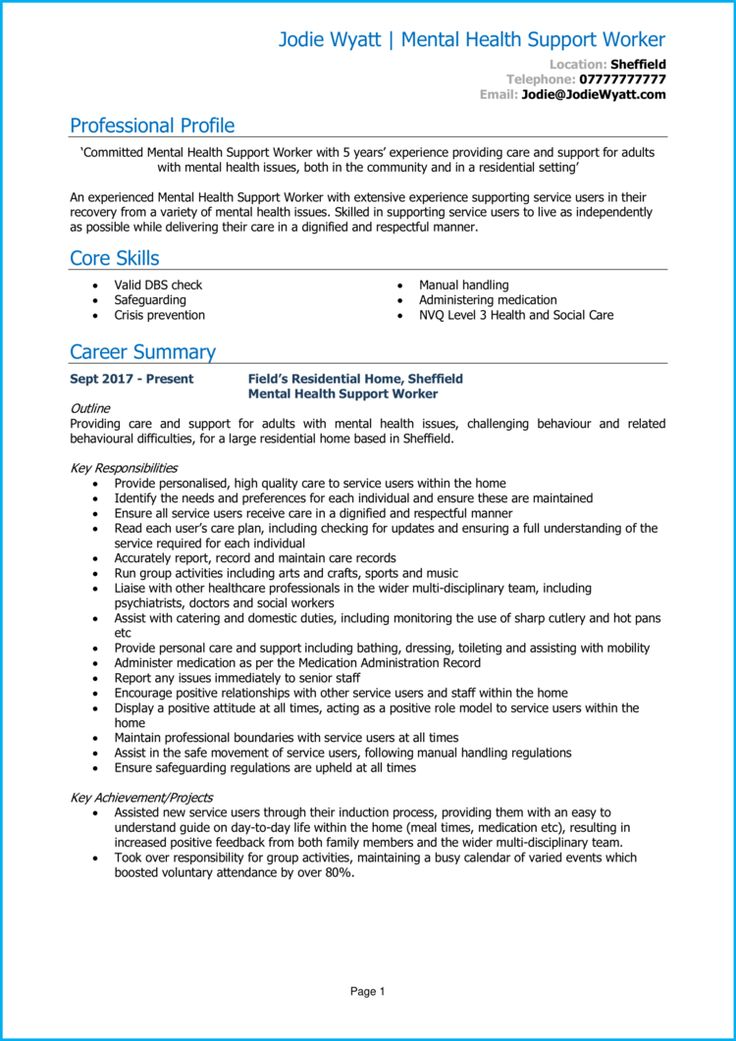 Jodie Wyatt | Mental Health Support Worker
Location: Sheffield
Telephone: 07777777777
Email: Jodie@JodieWyatt.com
Professional Profile
‘Committed Mental Health Support Worker with 5 years’ experience providing care and support for adults
with mental health issues, both in the community and in a residential setting’
An experienced Mental Health Support Worker with extensive experience supporting service users in their
recovery from a variety of mental health issues. Skilled in supporting service users to live as independently
as possible while delivering their care in a dignified and respectful manner.
Core Skills
• Valid DBS check
• Safeguarding
• Crisis prevention
• Manual handling
• Administering medication
• NVQ Level 3 Health and Social Care
Career Summary
Sept 2017 - Present Field’s Residential Home, Sheffield
Mental Health Support Worker
Outline
Providing care and support for adults with mental health issues, challenging behaviour and related
behavioural difficulties, for a large residential home based in Sheffield.
Key Responsibilities
• Provide personalised, high quality care to service users within the home
• Identify the needs and preferences for each individual and ensure these are maintained
• Ensure all service users receive care in a dignified and respectful manner
• Read each user’s care plan, including checking for updates and ensuring a full understanding of the
service required for each individual
• Accurately report, record and maintain care records
• Run group activities including arts and crafts, sports and music
• Liaise with other healthcare professionals in the wider multi-disciplinary team, including
psychiatrists, doctors and social workers
• Assist with catering and domestic duties, including monitoring the use of sharp cutlery and hot pans
etc
• Provide personal care and support including bathing, dressing, toileting and assisting with mobility
• Administer medication as per the Medication Administration Record
• Report any issues immediately to senior staff
• Encourage positive relationships with other service users and staff within the home
• Display a positive attitude at all times, acting as a positive role model to service users within the
home
• Maintain professional boundaries with service users at all times
• Assist in the safe movement of service users, following manual handling regulations
• Ensure safeguarding regulations are upheld at all times
Key Achievement/Projects
• Assisted new service users through their induction process, providing them with an easy to
understand guide on day-to-day life within the home (meal times, medication etc), resulting in
increased positive feedback from both family members and the wider multi-disciplinary team.
• Took over responsibility for group activities, maintaining a busy calendar of varied events which
boosted voluntary attendance by over 80%.
Page 1